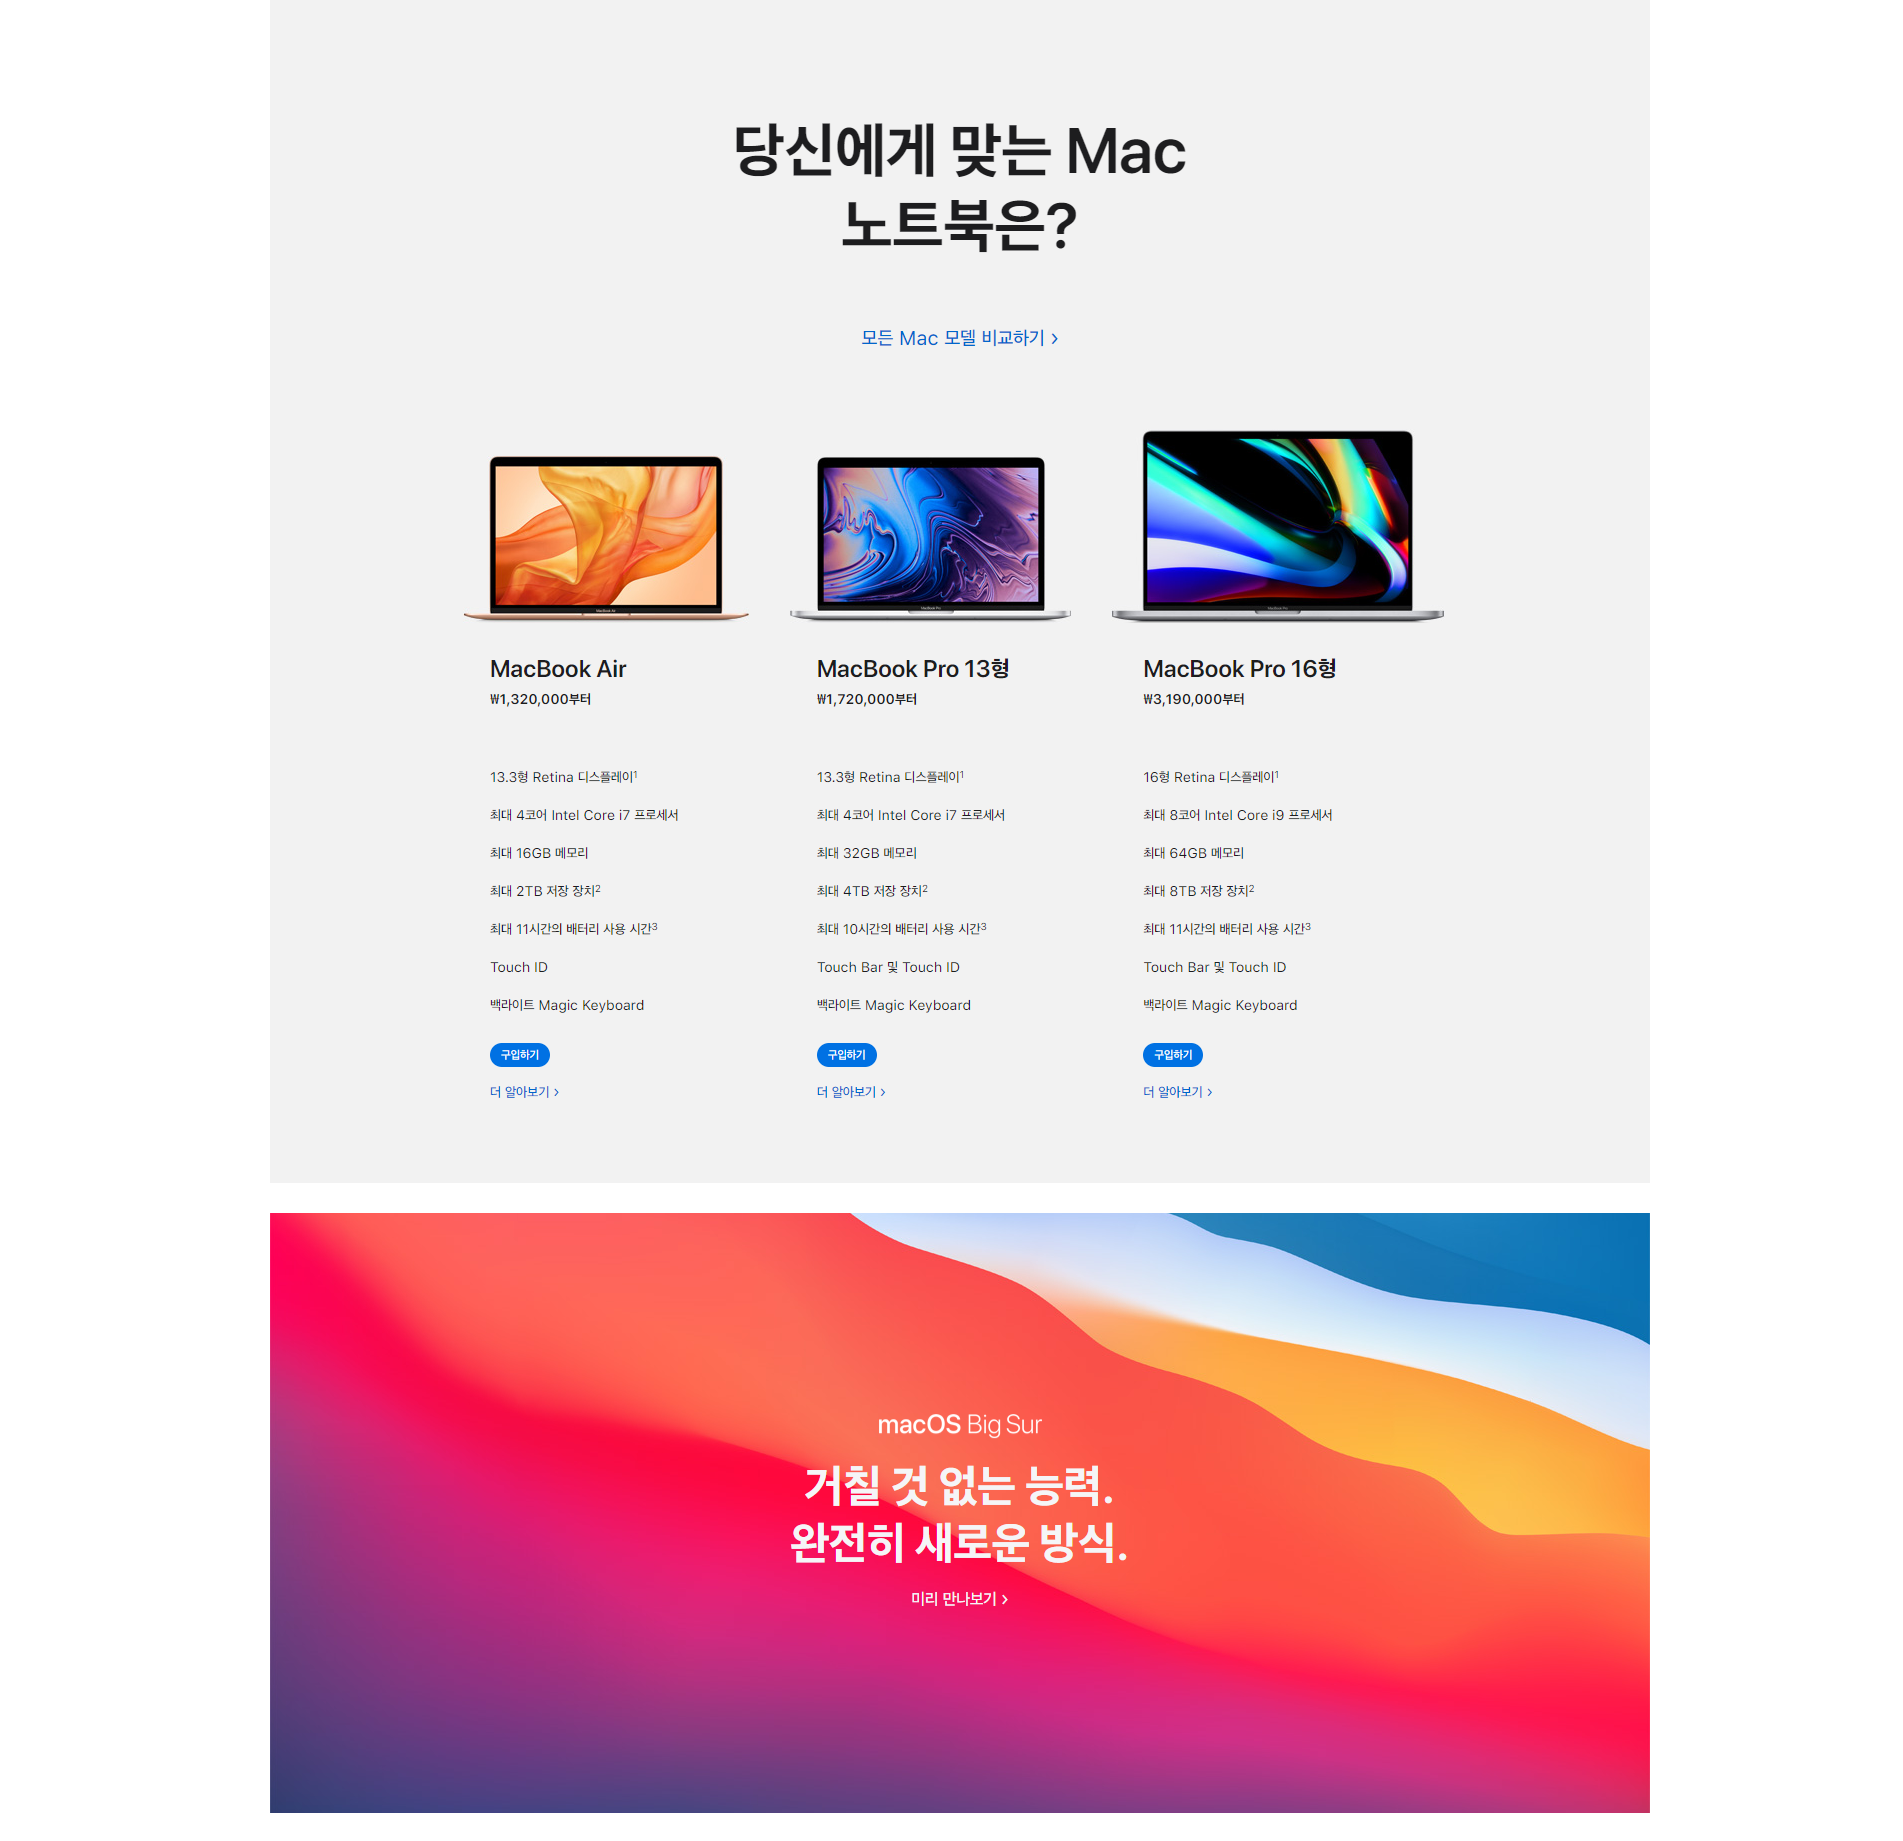 당신에게 맞는 Mac
노트북은?
모든 Mac 모델 비교하기 >
MacBook Air
₩1,320,000부터
13.3형 Retina 디스플레이¹
최대 4코어 Intel Core i7 프로세서
최대 16GB 메모리
최대 2TB 저장 장치²
최대 11시간의 배터리 사용 시간³
Touch ID
백라이트 Magic Keyboard
구입하기
더 알아보기 >
MacBook Pro 13형
₩1,720,000부터
13.3형 Retina 디스플레이¹
최대 4코어 Intel Core i7 프로세서
최대 32GB 메모리
최대 4TB 저장 장치²
최대 10시간의 배터리 사용 시간³
Touch Bar 및 Touch ID
백라이트 Magic Keyboard
구입하기
더 알아보기 >
MacBook Pro 16형
₩3,190,000부터
16형 Retina 디스플레이¹
최대 8코어 Intel Core i9 프로세서
최대 64GB 메모리
최대 8TB 저장 장치²
최대 11시간의 배터리 사용 시간³
Touch Bar 및 Touch ID
백라이트 Magic Keyboard
구입하기
더 알아보기 >
macOS Big Sur
거칠 것 없는 능력.
완전히 새로운 방식.
미리 만나보기 >